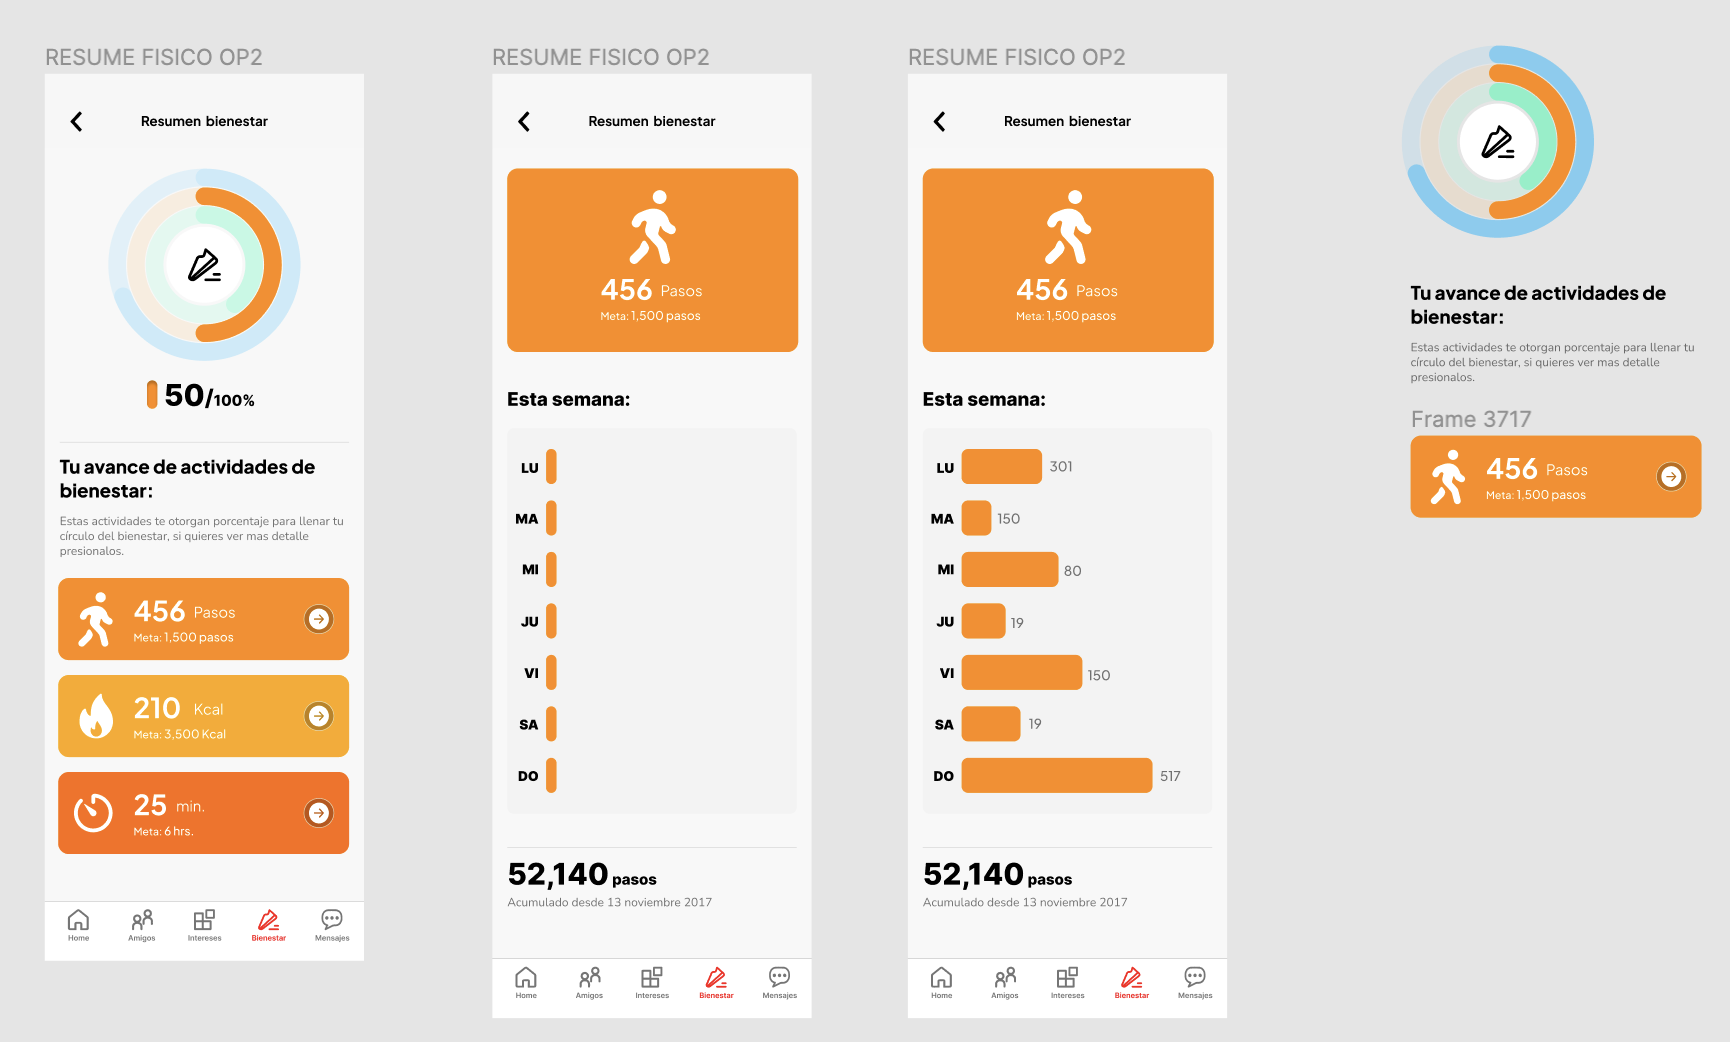 RESUME FISICO OP2
Resumen bienestar
50/100%
Tu avance de actividades de
bienestar:
Estas actividades te otorgan porcentaje para llenar tu
círculo del bienestar, si quieres ver mas detalle
presionalos.
456 Pasos
Meta: 1,500 pasos
210 Kcal
Meta: 3,500 Kcal
25 min.
Meta: 6 hrs.
Home
Amigos
Intereses
Bienestar
Mensajes
RESUME FISICO OP2
Resumen bienestar
456 Pasos
Meta: 1,500 pasos
Esta semana:
LU
MA
MI
JU
VI
SA
DO
52,140 pasos
Acumulado desde 13 noviembre 2017
Home
Amigos
Intereses
Bienestar
Mensajes
RESUME FISICO OP2
Resumen bienestar
456 Pasos
Meta: 1,500 pasos
Esta semana:
LU 301
MA 150
MI 80
JU 19
VI 150
SA 19
DO 517
52,140 pasos
Acumulado desde 13 noviembre 2017
Home
Amigos
Intereses
Bienestar
Mensajes
Tu avance de actividades de
bienestar:
Estas actividades te otorgan porcentaje para llenar tu
círculo del bienestar, si quieres ver mas detalle
presionalos.
Frame 3717
456 Pasos
Meta: 1,500 pasos